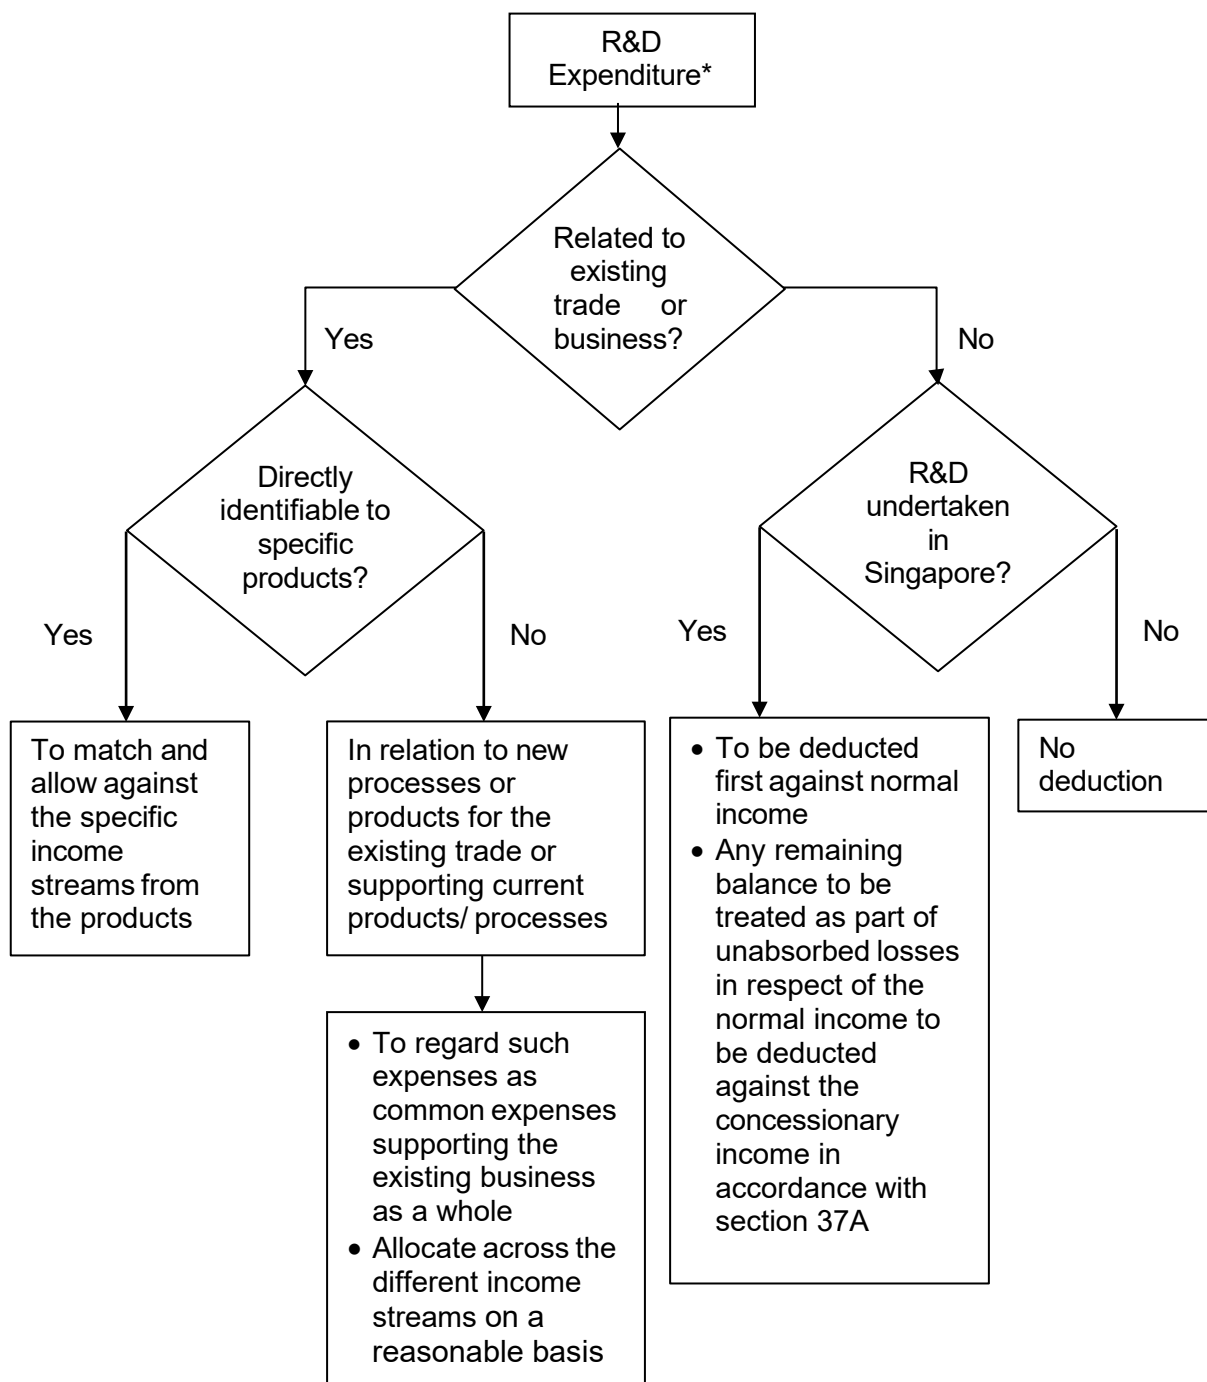 R&D
Expenditure*
Related to
existing
trade or
business?
Yes
No
Directly
identifiable to
specific
products?
R&D
undertaken
in
Singapore?
Yes
No
Yes
No
To match and
allow against
the specific
income
streams from
the products
In relation to new
processes or
products for the
existing trade or
supporting current
products/ processes
• To be deducted
first against normal
income
• Any remaining
balance to be
treated as part of
unabsorbed losses
in respect of the
normal income to
be deducted
against the
concessionary
income in
accordance with
section 37A
No
deduction
• To regard such
expenses as
common expenses
supporting the
existing business
as a whole
• Allocate across the
different income
streams on a
reasonable basis